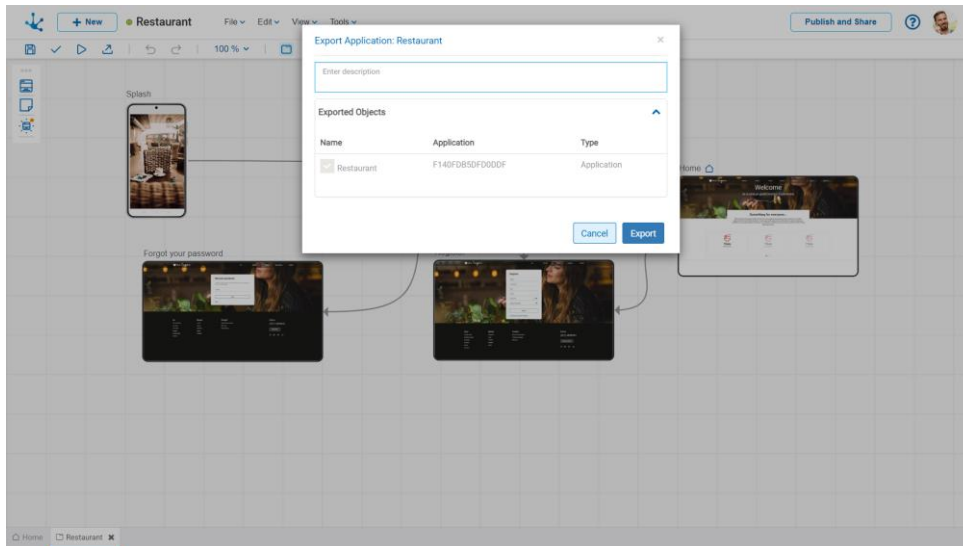 + New
Restaurant
File
Edit
View
Tools
Publish and Share
?
100 %
Export Application: Restaurant
×
Enter description
Exported Objects
Name Application Type
Restaurant F140FDB5DFD0DDF Application
Cancel Export
Splash
Home
Welcome
Forgot your password
Home
Restaurant ×